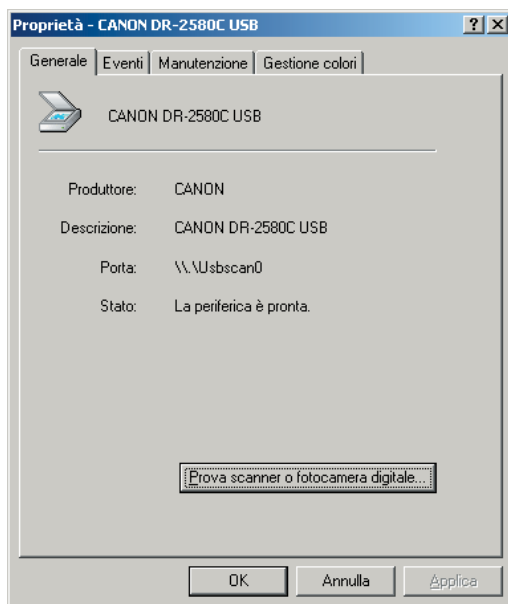 Proprietà - CANON DR-2580C USB
Generale Eventi Manutenzione Gestione colori
CANON DR-2580C USB
Produttore: CANON
Descrizione: CANON DR-2580C USB
Porta: \\.\Usbscan0
Stato: La periferica è pronta.
Prova scanner o fotocamera digitale...
OK Annulla Applica